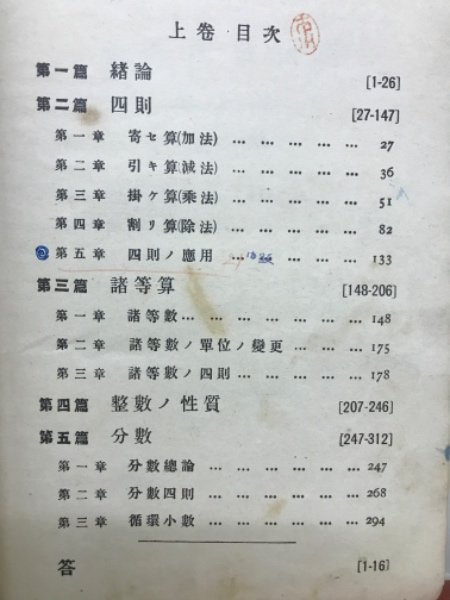 上卷 目次
第一篇 緒論 [1-26]
第二篇 四則 [27-147]
第一章 寄セ算(加法) … … … … … 27
第二章 引キ算(減法) … … … … … 36
第三章 掛ケ算(乘法) … … … … … 51
第四章 割リ算(除法) … … … … … 82
第五章 四則ノ應用 … … … … 133
第三篇 諸等算 [148-206]
第一章 諸等數… … … … … … … 148
第二章 諸等數ノ單位ノ變更 … … … 175
第三章 諸等數ノ四則… … … … … 178
第四篇 整數ノ性質 [207-246]
第五篇 分數 [247-312]
第一章 分數總論 … … … … … … 247
第二章 分數四則 … … … … … … 268
第三章 循環小數 … … … … … … 294
答 [1-16]